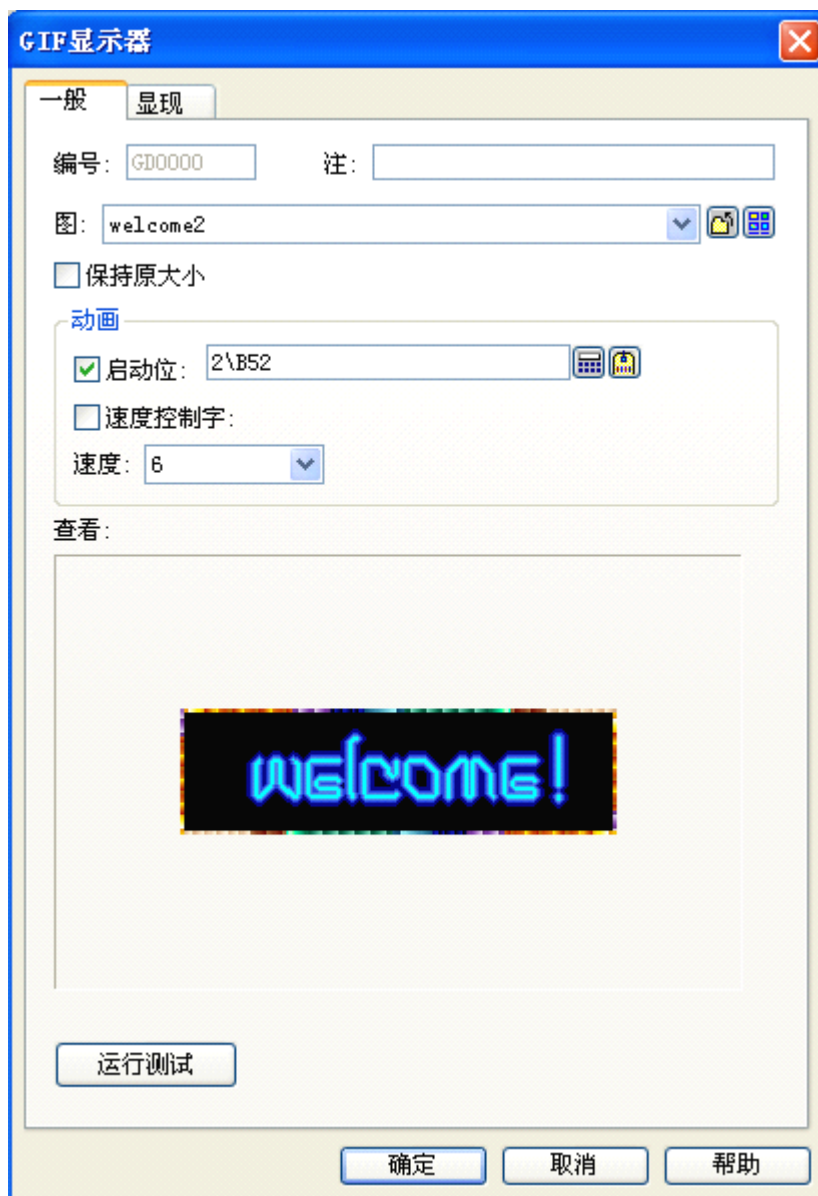 GIF显示器
一般 显现
编号: GD0000 注:
图: welcome2
保持原大小
动画
启动位: 2\B52
速度控制字:
速度: 6
查看:
welcome!
运行测试
确定 取消 帮助